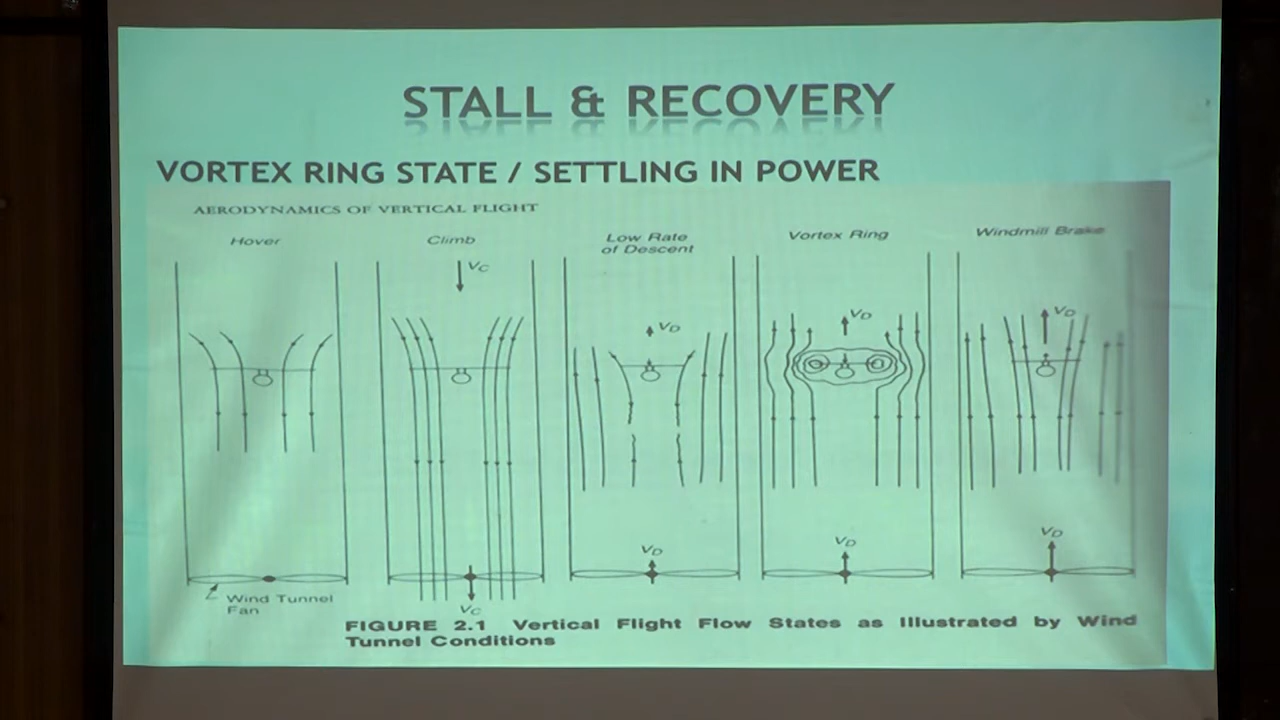 STALL & RECOVERY
VORTEX RING STATE / SETTLING IN POWER
AERODYNAMICS OF VERTICAL FLIGHT
Hover
Climb
Low Rate
of Descent
Vortex Ring
Windmill Brake
VC
VD
VD
VD
VD
VD
VD
VC
Wind Tunnel
Fan
FIGURE 2.1 Vertical Flight Flow States as Illustrated by Wind
Tunnel Conditions